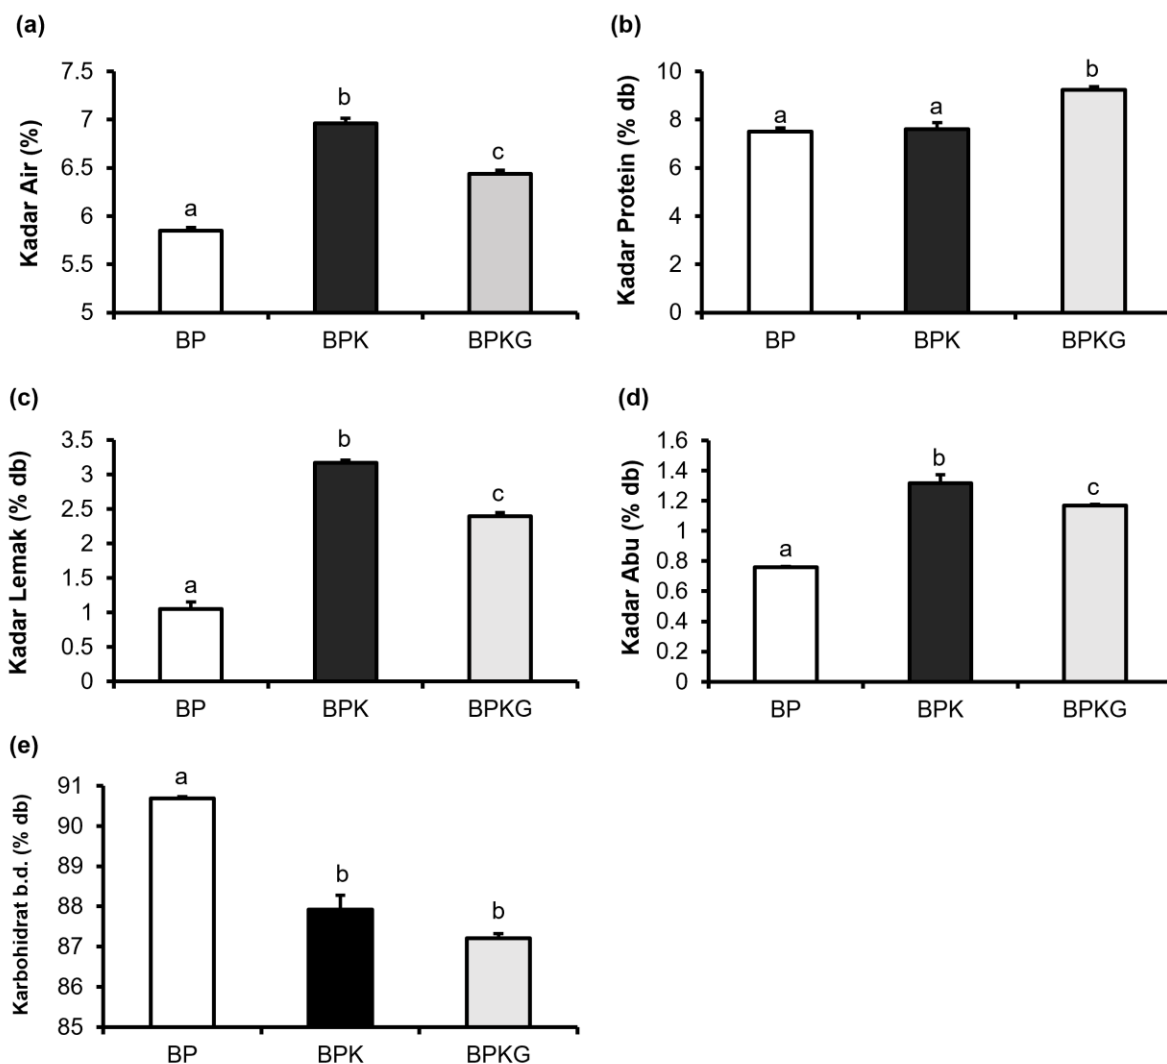 (a)
Kadar Air (%)
7.5
7
6.5
6
5.5
5
a
b
c
BP
BPK
BPKG
(b)
Kadar Protein (% db)
10
8
6
4
2
0
a
a
b
BP
BPK
BPKG
(c)
Kadar Lemak (% db)
3.5
3
2.5
2
1.5
1
0.5
0
a
b
c
BP
BPK
BPKG
(d)
Kadar Abu (% db)
1.6
1.4
1.2
1
0.8
0.6
0.4
0.2
0
a
b
c
BP
BPK
BPKG
(e)
Karbohidrat b.d. (% db)
91
90
89
88
87
86
85
a
b
b
BP
BPK
BPKG